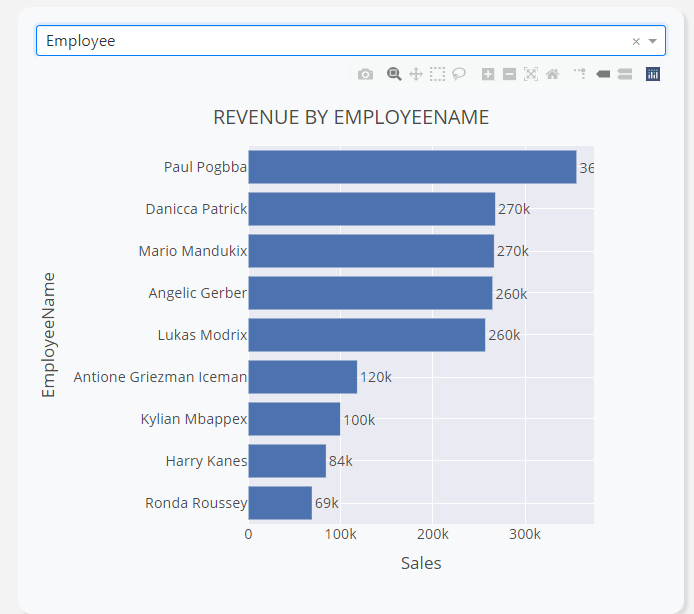 Employee
REVENUE BY EMPLOYEENAME
EmployeeName
Paul Pogbba
Danicca Patrick 270k
Mario Mandukix 270k
Angelic Gerber 260k
Lukas Modrix 260k
Antione Griezman Iceman 120k
Kylian Mbappex 100k
Harry Kanes 84k
Ronda Roussey 69k
0 100k 200k 300k
Sales